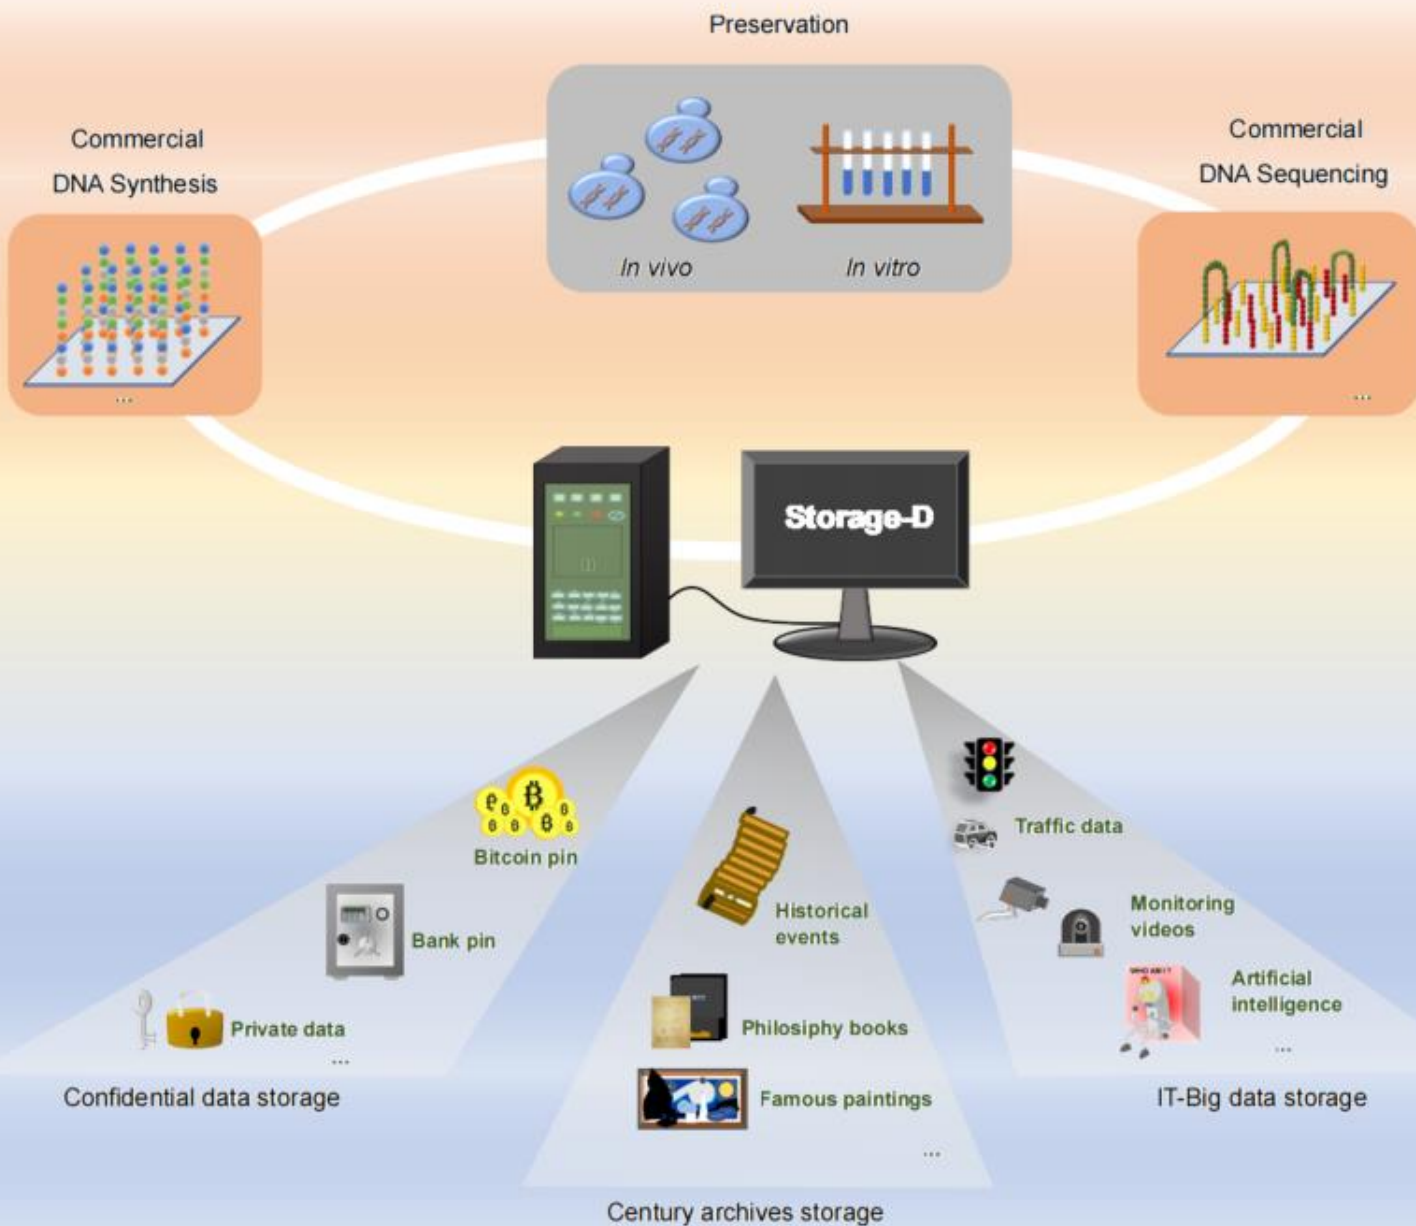 Preservation
Commercial
DNA Synthesis
Commercial
DNA Sequencing
In vivo
In vitro
...
...
Storage-D
Bitcoin pin
Bank pin
Private data
...
Confidential data storage
Historical
events
Philosiphy books
Famous paintings
...
Century archives storage
Traffic data
Monitoring
videos
WHO AM I ?
Artificial
intelligence
...
IT-Big data storage